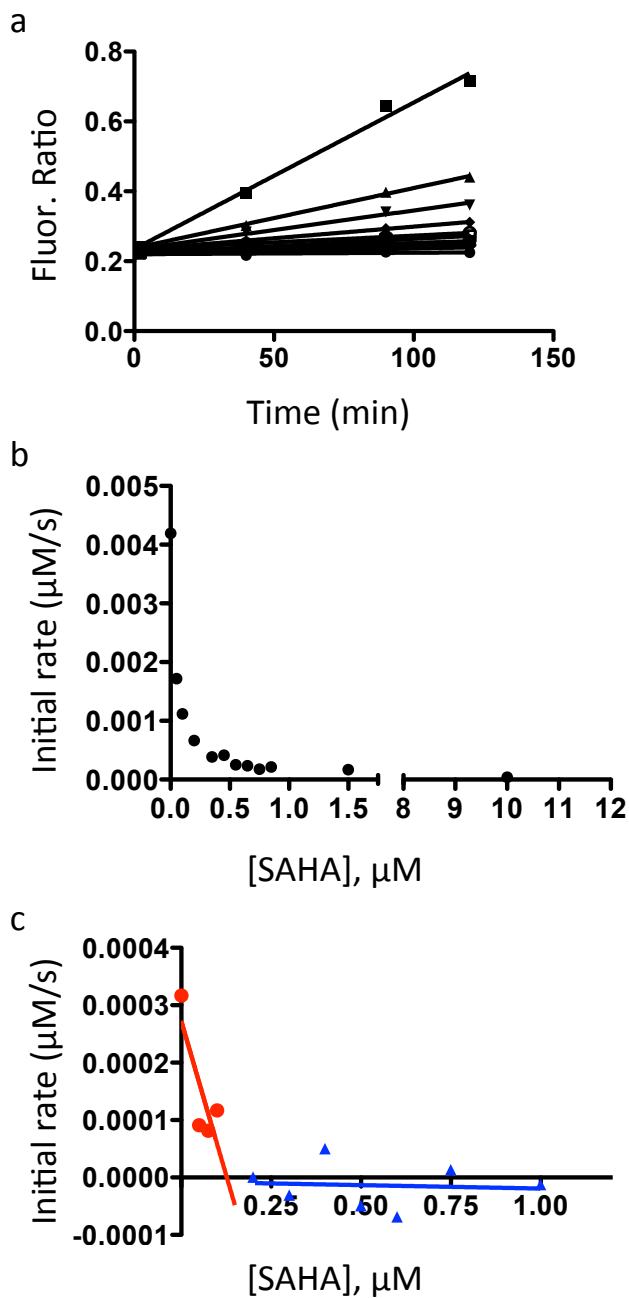 a
Fluor. Ratio
0.8
0.6
0.4
0.2
0.0
0 50 100 150
Time (min)
b
Initial rate (µM/s)
0.005
0.004
0.003
0.002
0.001
0.000
0.0 0.5 1.0 1.5 8 9 10 11 12
[SAHA], µM
c
Initial rate (µM/s)
0.0004
0.0003
0.0002
0.0001
0.0000
-0.0001
0.25 0.50 0.75 1.00
[SAHA], µM